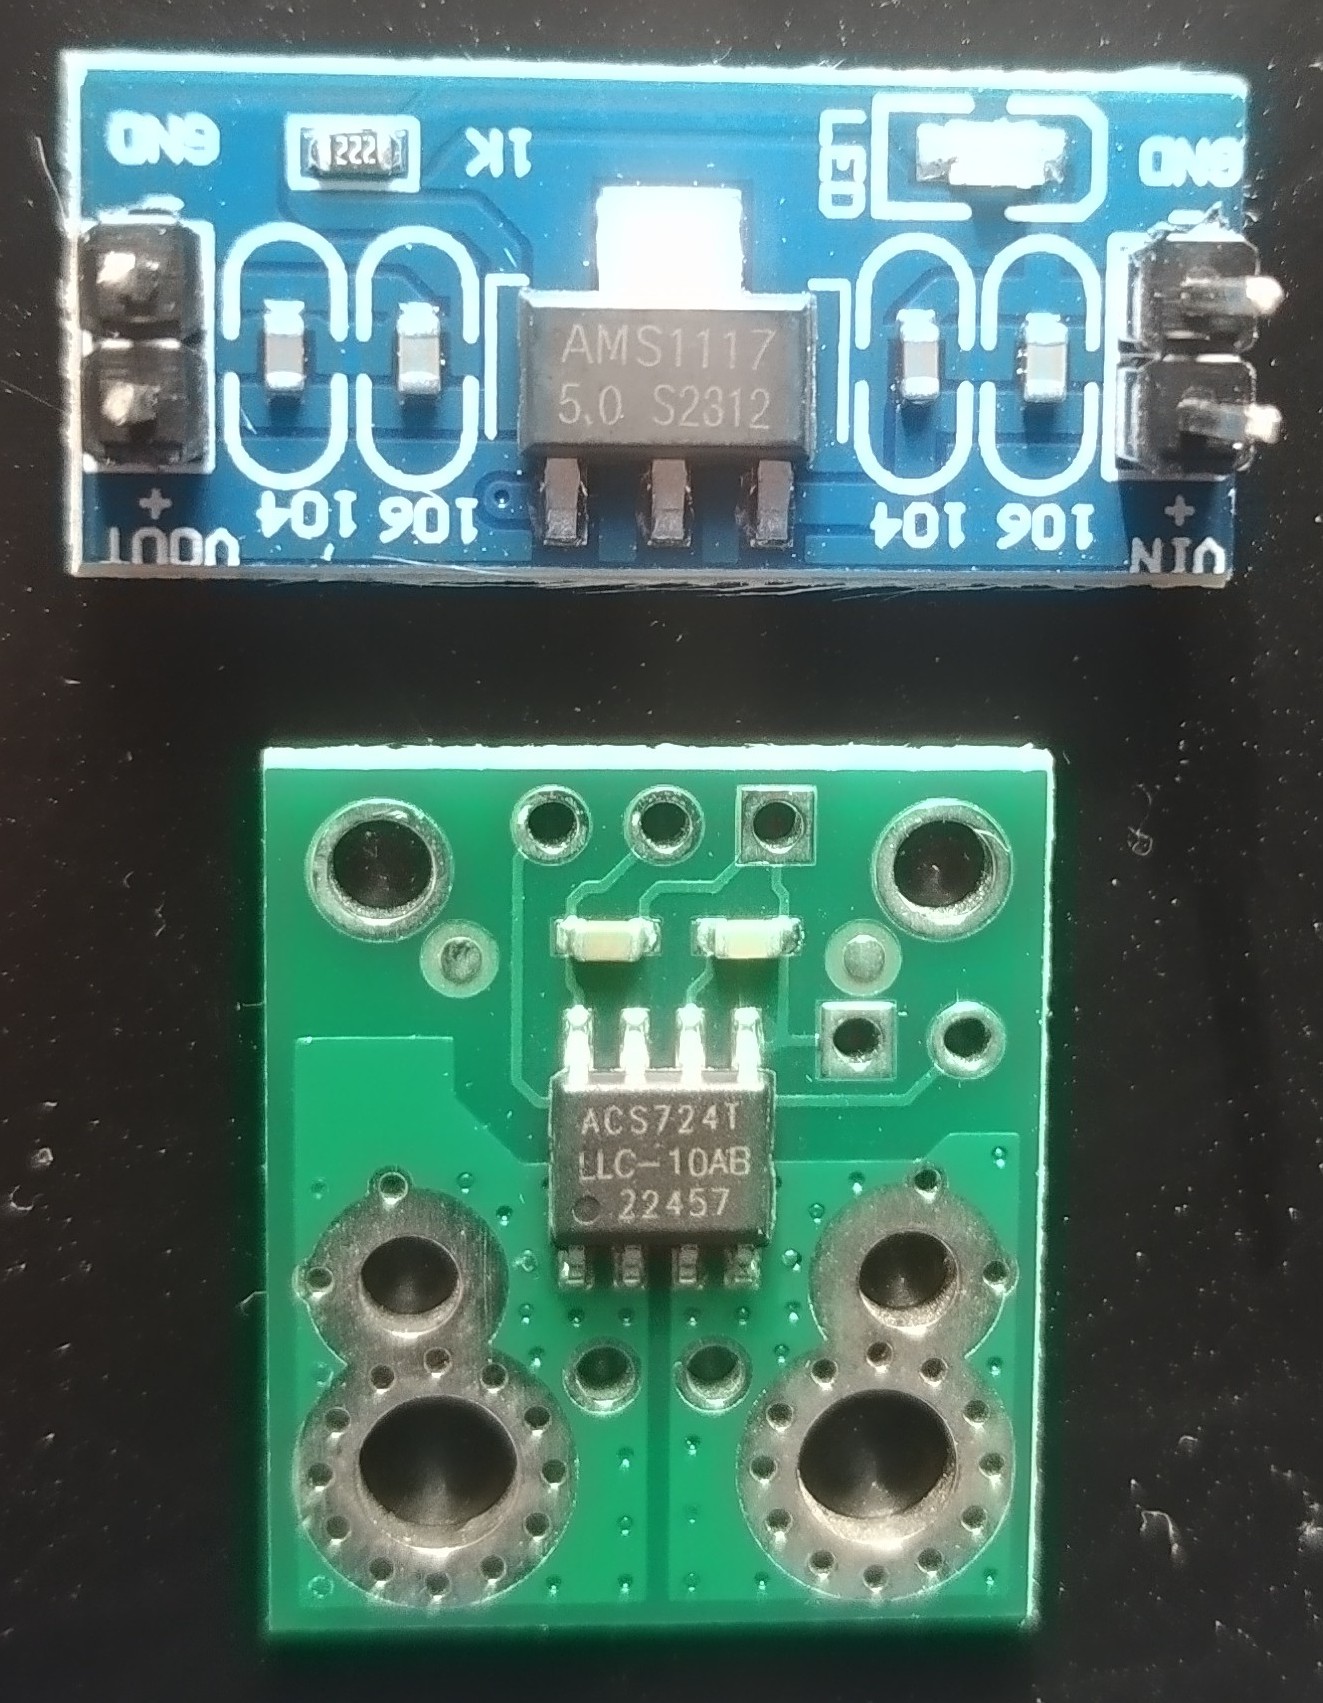 GND
222
1K
LED
GND
-
-
AMS1117
5.0 S2312
+
104
106
104
106
+
VOUT
VIN
ACS724T
LLC-10AB
22457